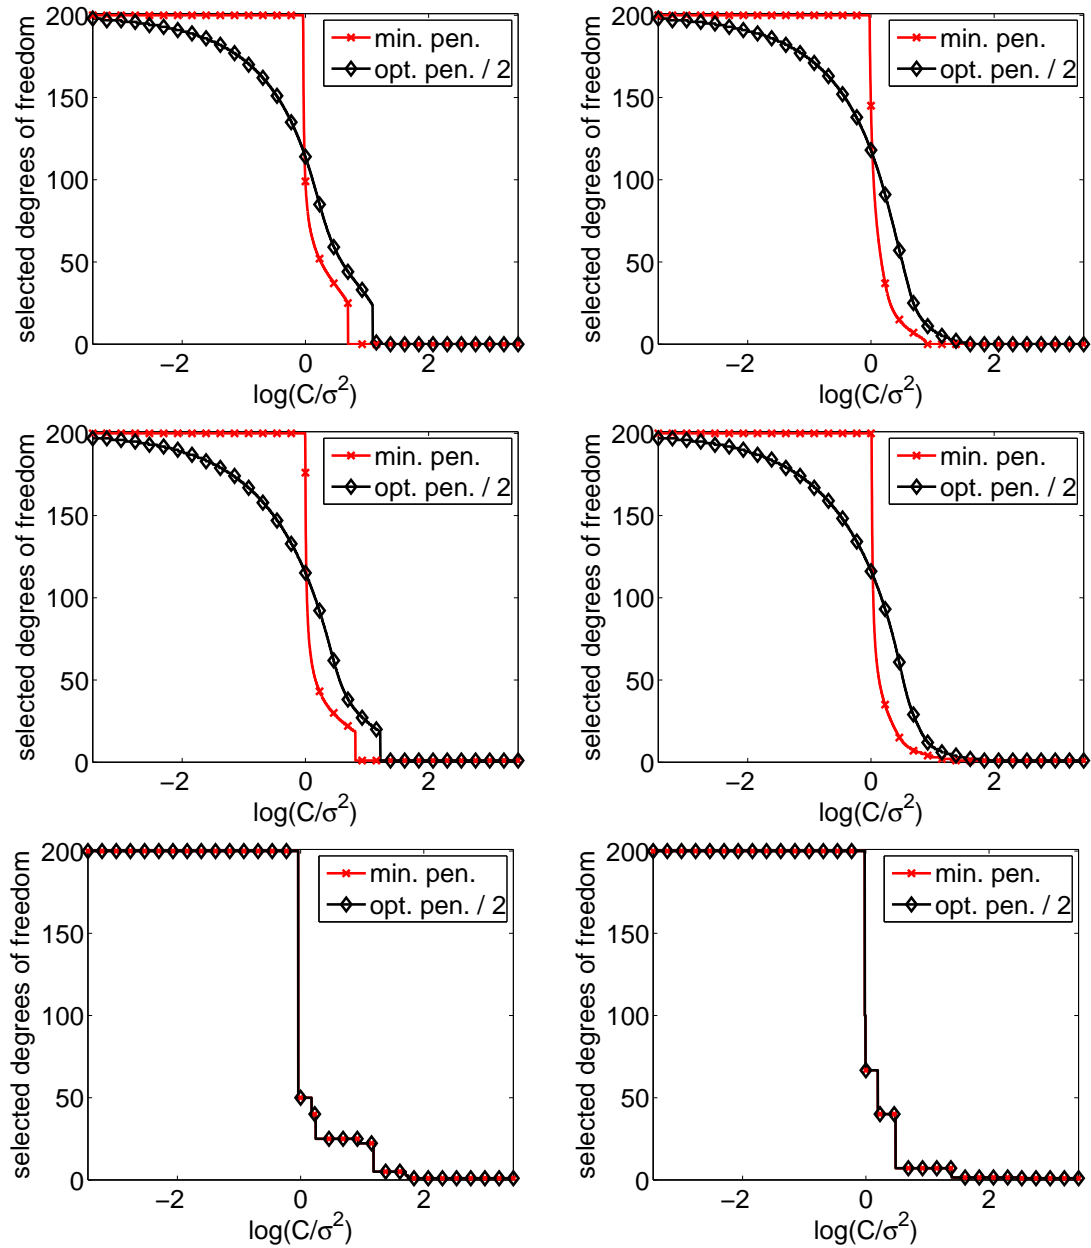 200
150
100
50
0
selected degrees of freedom
min. pen.
opt. pen. / 2
−2 0 2
log(C/σ²)
200
150
100
50
0
selected degrees of freedom
min. pen.
opt. pen. / 2
−2 0 2
log(C/σ²)
200
150
100
50
0
selected degrees of freedom
min. pen.
opt. pen. / 2
−2 0 2
log(C/σ²)
200
150
100
50
0
selected degrees of freedom
min. pen.
opt. pen. / 2
−2 0 2
log(C/σ²)
200
150
100
50
0
selected degrees of freedom
min. pen.
opt. pen. / 2
−2 0 2
log(C/σ²)
200
150
100
50
0
selected degrees of freedom
min. pen.
opt. pen. / 2
−2 0 2
log(C/σ²)